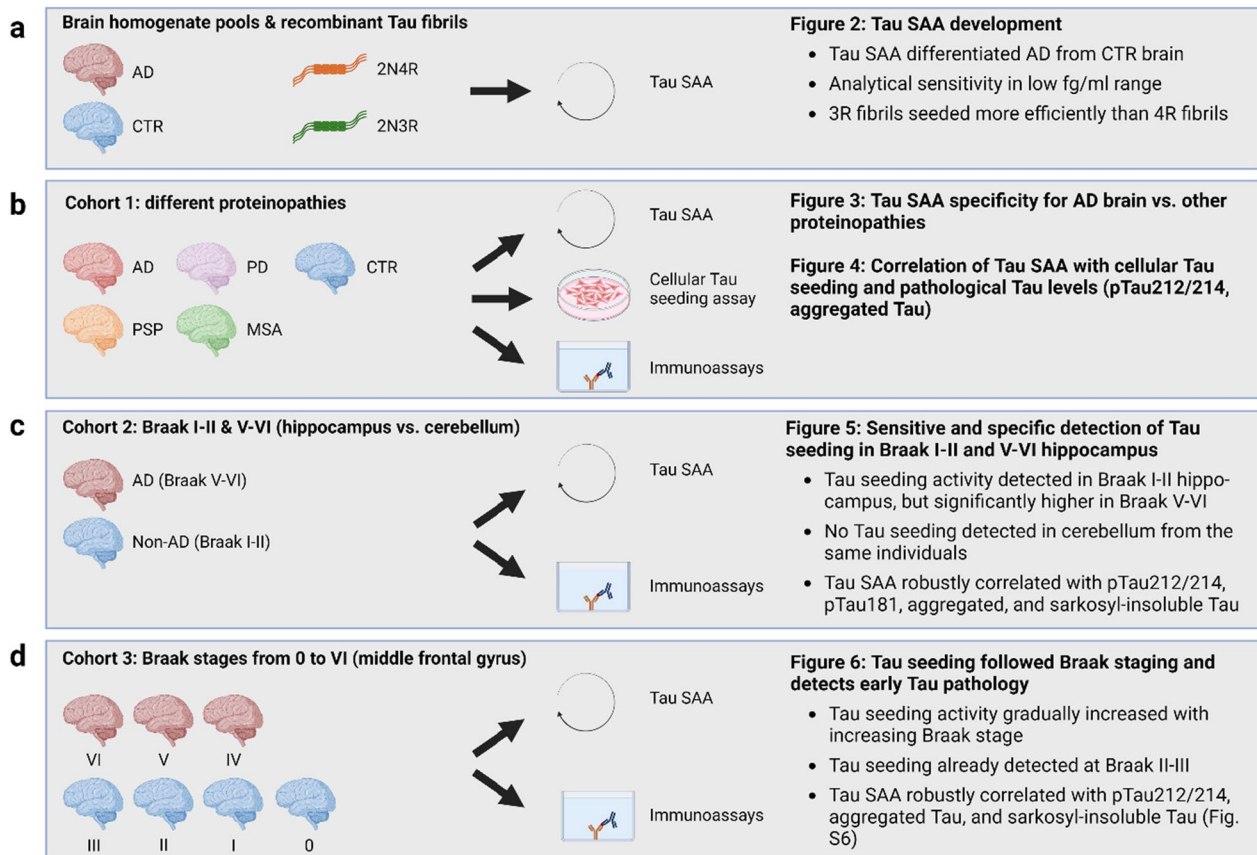 a
Brain homogenate pools & recombinant Tau fibrils
AD
CTR
2N4R
2N3R
Tau SAA
Figure 2: Tau SAA development
• Tau SAA differentiated AD from CTR brain
• Analytical sensitivity in low fg/ml range
• 3R fibrils seeded more efficiently than 4R fibrils
b
Cohort 1: different proteinopathies
AD
PD
CTR
PSP
MSA
Tau SAA
Cellular Tau
seeding assay
Immunoassays
Figure 3: Tau SAA specificity for AD brain vs. other
proteinopathies
Figure 4: Correlation of Tau SAA with cellular Tau
seeding and pathological Tau levels (pTau212/214,
aggregated Tau)
c
Cohort 2: Braak I-II & V-VI (hippocampus vs. cerebellum)
AD (Braak V-VI)
Non-AD (Braak I-II)
Tau SAA
Immunoassays
Figure 5: Sensitive and specific detection of Tau
seeding in Braak I-II and V-VI hippocampus
• Tau seeding activity detected in Braak I-II hippo-
campus, but significantly higher in Braak V-VI
• No Tau seeding detected in cerebellum from the
same individuals
• Tau SAA robustly correlated with pTau212/214,
pTau181, aggregated, and sarkosyl-insoluble Tau
d
Cohort 3: Braak stages from 0 to VI (middle frontal gyrus)
VI
V
IV
III
II
I
0
Tau SAA
Immunoassays
Figure 6: Tau seeding followed Braak staging and
detects early Tau pathology
• Tau seeding activity gradually increased with
increasing Braak stage
• Tau seeding already detected at Braak II-III
• Tau SAA robustly correlated with pTau212/214,
aggregated Tau, and sarkosyl-insoluble Tau (Fig.
S6)